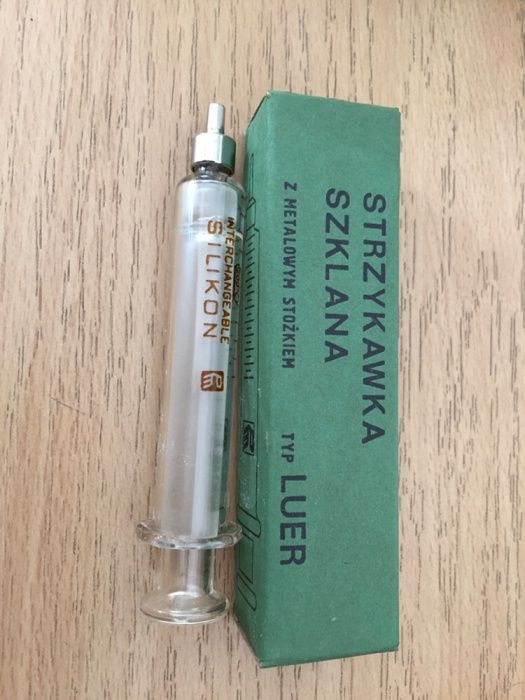 INTERCHANGEABLE
SILIKON
STRZYKAWKA
SZKLANA
Z METALOWYM STOŻKIEM
TYP LUER